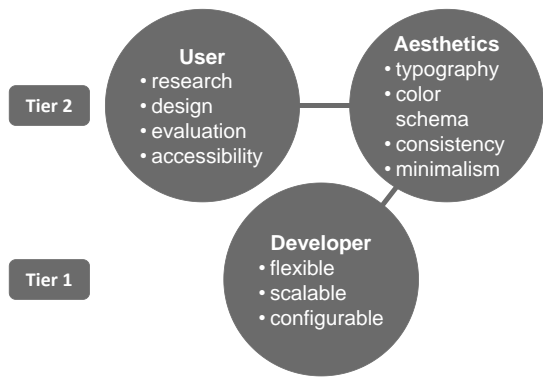 User
• research
• design
• evaluation
• accessibility
Aesthetics
• typography
• color
schema
• consistency
• minimalism
Tier 2
Developer
• flexible
• scalable
• configurable
Tier 1